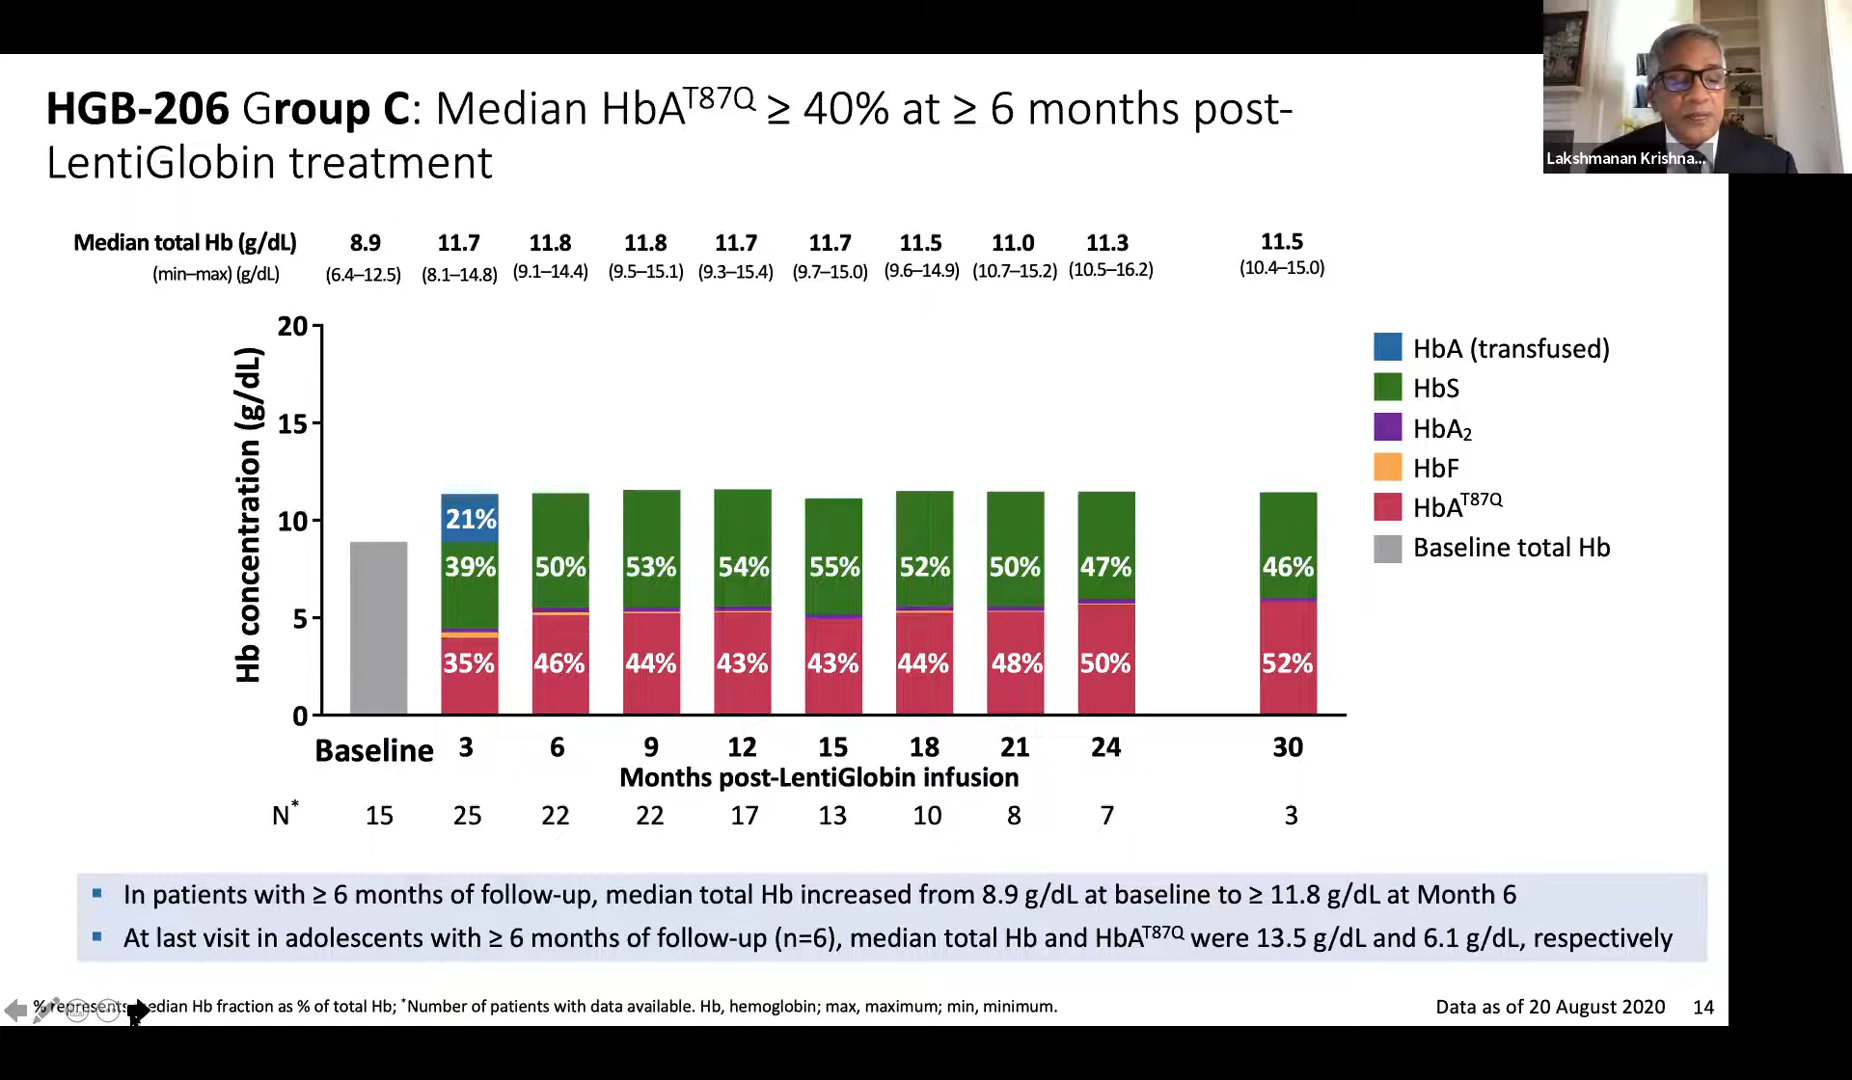 Lakshmanan Krishna...
HGB-206 Group C: Median HbAT87Q ≥ 40% at ≥ 6 months post-
LentiGlobin treatment
Median total Hb (g/dL) 8.9 11.7 11.8 11.8 11.7 11.7 11.5 11.0 11.3 11.5
(min–max) (g/dL) (6.4–12.5) (8.1–14.8) (9.1–14.4) (9.5–15.1) (9.3–15.4) (9.7–15.0) (9.6–14.9) (10.7–15.2) (10.5–16.2) (10.4–15.0)
Hb concentration (g/dL)
20
15
10
5
0
21%
39% 50% 53% 54% 55% 52% 50% 47% 46%
35% 46% 44% 43% 43% 44% 48% 50% 52%
HbA (transfused)
HbS
HbA2
HbF
HbAT87Q
Baseline total Hb
Baseline 3 6 9 12 15 18 21 24 30
Months post-LentiGlobin infusion
N* 15 25 22 22 17 13 10 8 7 3
▪ In patients with ≥ 6 months of follow-up, median total Hb increased from 8.9 g/dL at baseline to ≥ 11.8 g/dL at Month 6
▪ At last visit in adolescents with ≥ 6 months of follow-up (n=6), median total Hb and HbAT87Q were 13.5 g/dL and 6.1 g/dL, respectively
% represents median Hb fraction as % of total Hb; *Number of patients with data available. Hb, hemoglobin; max, maximum; min, minimum.
Data as of 20 August 2020 14